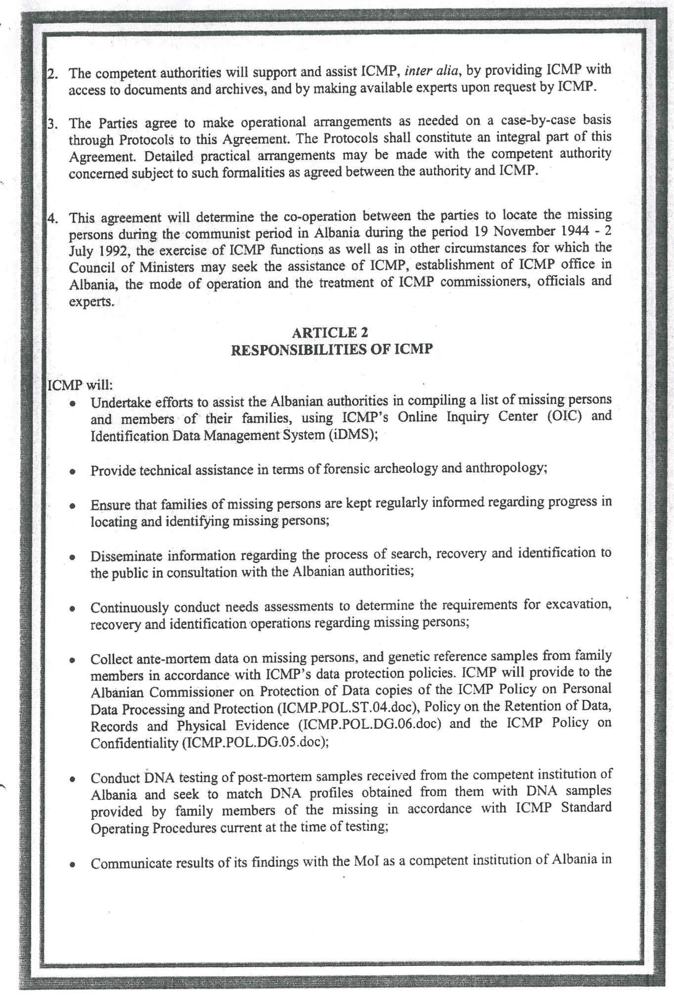 2. The competent authorities will support and assist ICMP, inter alia, by providing ICMP with
access to documents and archives, and by making available experts upon request by ICMP.
3. The Parties agree to make operational arrangements as needed on a case-by-case basis
through Protocols to this Agreement. The Protocols shall constitute an integral part of this
Agreement. Detailed practical arrangements may be made with the competent authority
concerned subject to such formalities as agreed between the authority and ICMP.
4. This agreement will determine the co-operation between the parties to locate the missing
persons during the communist period in Albania during the period 19 November 1944 - 2
July 1992, the exercise of ICMP functions as well as in other circumstances for which the
Council of Ministers may seek the assistance of ICMP, establishment of ICMP office in
Albania, the mode of operation and the treatment of ICMP commissioners, officials and
experts.
ARTICLE 2
RESPONSIBILITIES OF ICMP
ICMP will:
• Undertake efforts to assist the Albanian authorities in compiling a list of missing persons
and members of their families, using ICMP's Online Inquiry Center (OIC) and
Identification Data Management System (iDMS);
• Provide technical assistance in terms of forensic archeology and anthropology;
• Ensure that families of missing persons are kept regularly informed regarding progress in
locating and identifying missing persons;
• Disseminate information regarding the process of search, recovery and identification to
the public in consultation with the Albanian authorities;
• Continuously conduct needs assessments to determine the requirements for excavation,
recovery and identification operations regarding missing persons;
• Collect ante-mortem data on missing persons, and genetic reference samples from family
members in accordance with ICMP's data protection policies. ICMP will provide to the
Albanian Commissioner on Protection of Data copies of the ICMP Policy on Personal
Data Processing and Protection (ICMP.POL.ST.04.doc), Policy on the Retention of Data,
Records and Physical Evidence (ICMP.POL.DG.06.doc) and the ICMP Policy on
Confidentiality (ICMP.POL.DG.05.doc);
• Conduct DNA testing of post-mortem samples received from the competent institution of
Albania and seek to match DNA profiles obtained from them with DNA samples
provided by family members of the missing in accordance with ICMP Standard
Operating Procedures current at the time of testing;
• Communicate results of its findings with the MoI as a competent institution of Albania in